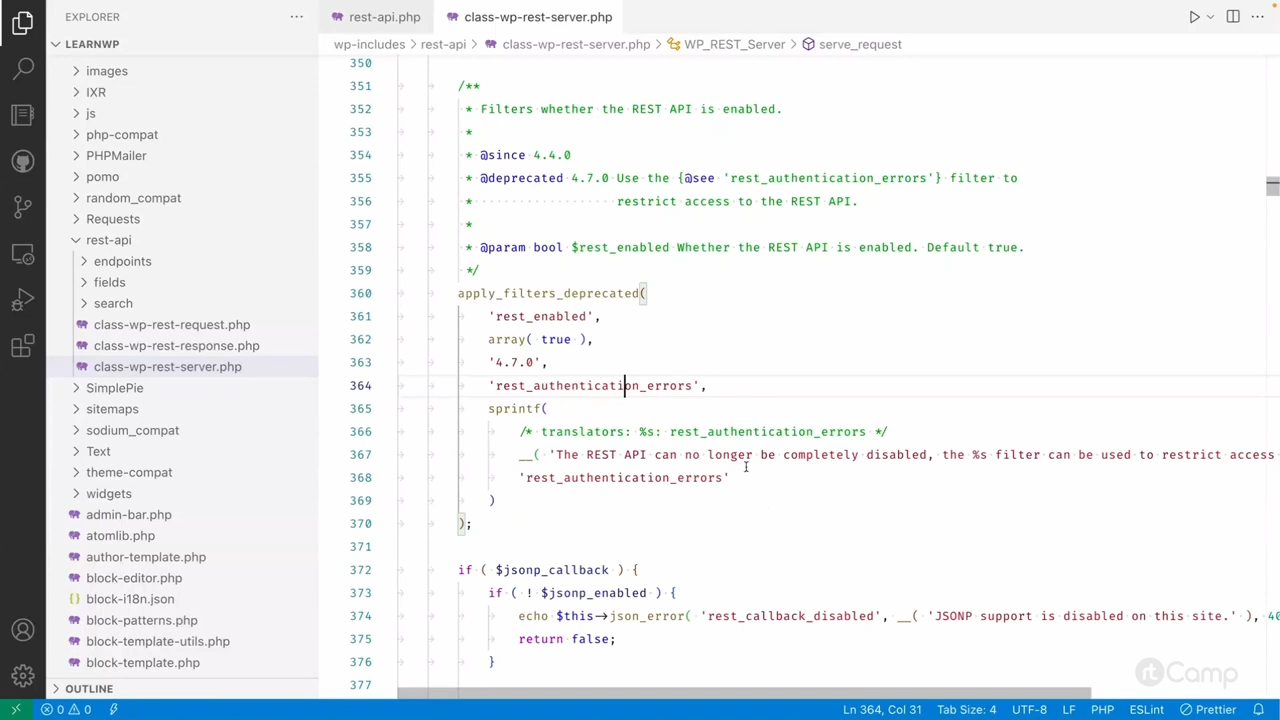 EXPLORER
rest-api.php
class-wp-rest-server.php
LEARNWP
wp-includes > rest-api > class-wp-rest-server.php > WP_REST_Server > serve_request
images
IXR
js
php-compat
PHPMailer
pomo
random_compat
Requests
rest-api
endpoints
fields
search
class-wp-rest-request.php
class-wp-rest-response.php
class-wp-rest-server.php
SimplePie
sitemaps
sodium_compat
Text
theme-compat
widgets
admin-bar.php
atomlib.php
author-template.php
block-editor.php
block-i18n.json
block-patterns.php
block-template-utils.php
block-template.php
OUTLINE
350
351 /**
352 * Filters whether the REST API is enabled.
353 *
354 * @since 4.4.0
355 * @deprecated 4.7.0 Use the {@see 'rest_authentication_errors'} filter to
356 * restrict access to the REST API.
357 *
358 * @param bool $rest_enabled Whether the REST API is enabled. Default true.
359 */
360 apply_filters_deprecated(
361 'rest_enabled',
362 array( true ),
363 '4.7.0',
364 'rest_authentication_errors',
365 sprintf(
366 /* translators: %s: rest_authentication_errors */
367 __( 'The REST API can no longer be completely disabled, the %s filter can be used to restrict access
368 'rest_authentication_errors'
369 )
370 );
371
372 if ( $jsonp_callback ) {
373 if ( ! $jsonp_enabled ) {
374 echo $this->json_error( 'rest_callback_disabled', __( 'JSONP support is disabled on this site.' ), 40
375 return false;
376 }
377
rtCamp
0 0
Ln 364, Col 31
Tab Size: 4
UTF-8
LF
PHP
ESLint
Prettier